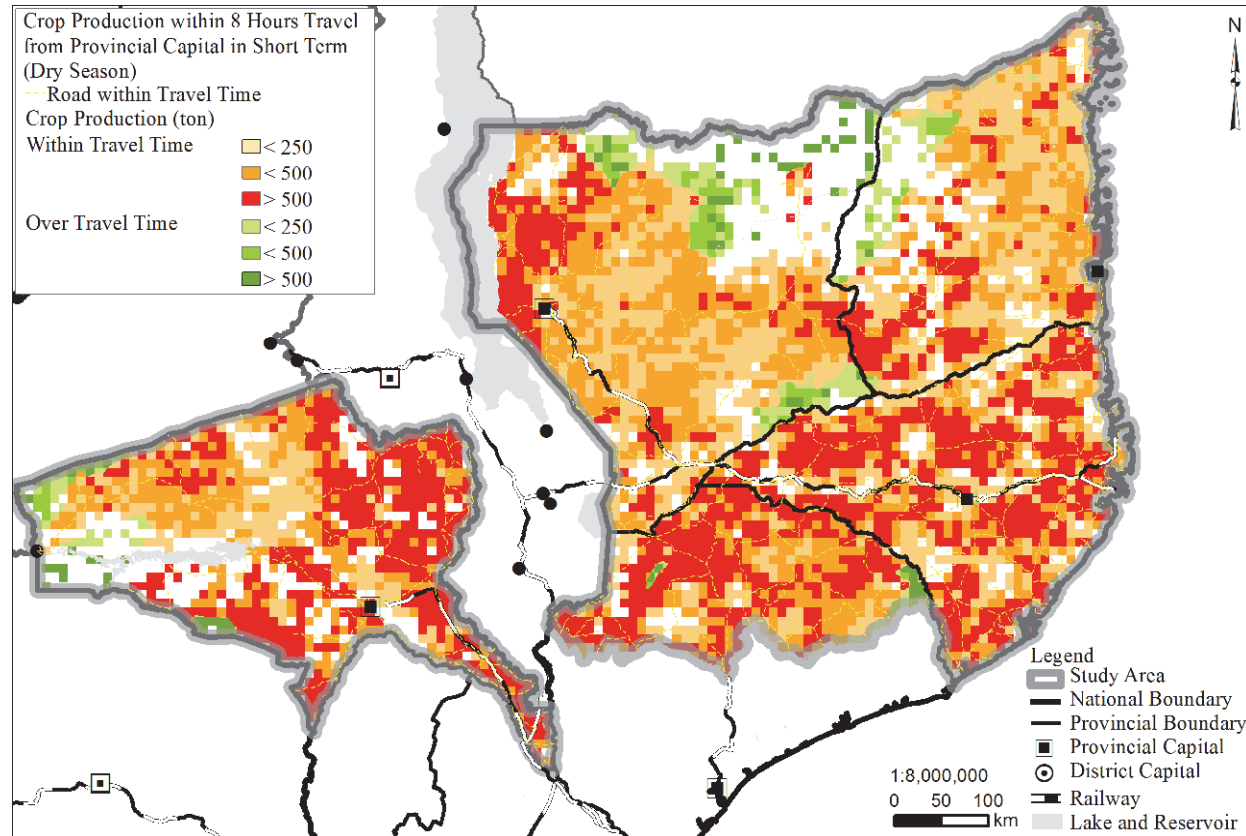 Crop Production within 8 Hours Travel
from Provincial Capital in Short Term
(Dry Season)
Road within Travel Time
Crop Production (ton)
Within Travel Time
< 250
< 500
> 500
Over Travel Time
< 250
< 500
> 500
N
Legend
Study Area
National Boundary
Provincial Boundary
Provincial Capital
District Capital
Railway
Lake and Reservoir
1:8,000,000
0 50 100
km